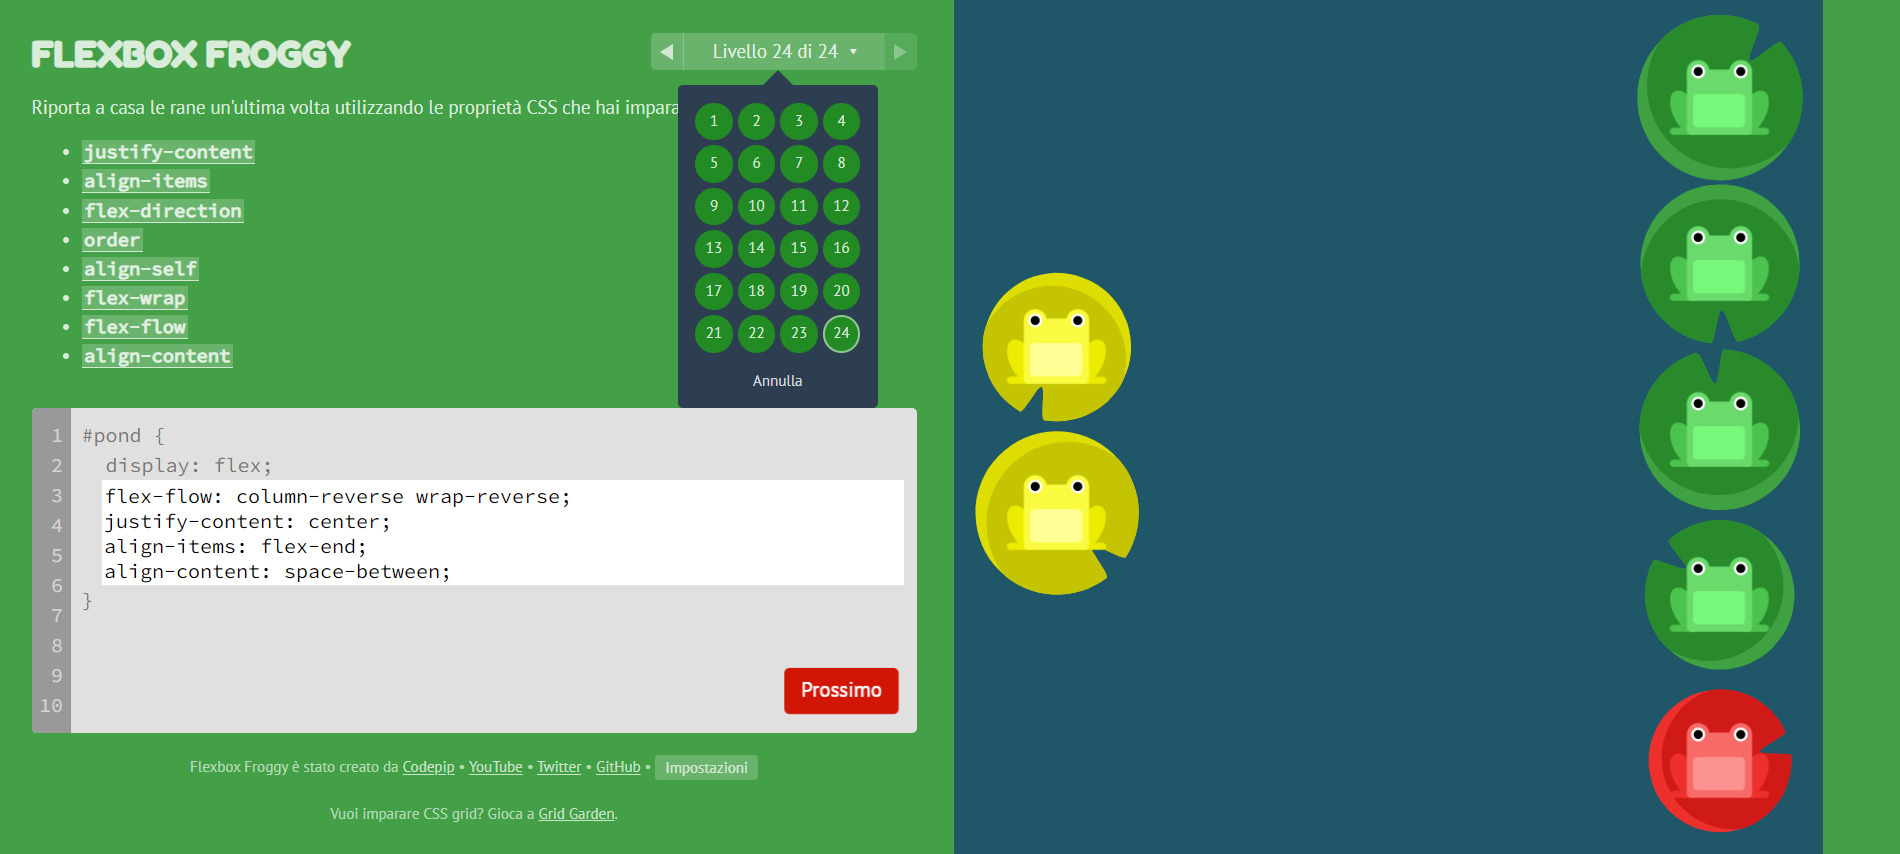 FLEXBOX FROGGY
◀ Livello 24 di 24 ▼ ▶
Riporta a casa le rane un'ultima volta utilizzando le proprietà CSS che hai
• justify-content
• align-items
• flex-direction
• order
• align-self
• flex-wrap
• flex-flow
• align-content
1 2 3 4
5 6 7 8
9 10 11 12
13 14 15 16
17 18 19 20
21 22 23 24
Annulla
1 #pond {
2 display: flex;
3 flex-flow: column-reverse wrap-reverse;
4 justify-content: center;
5 align-items: flex-end;
6 align-content: space-between;
7 }
8
9
10
Prossimo
Flexbox Froggy è stato creato da Codepip • YouTube • Twitter • GitHub • Impostazioni
Vuoi imparare CSS grid? Gioca a Grid Garden.